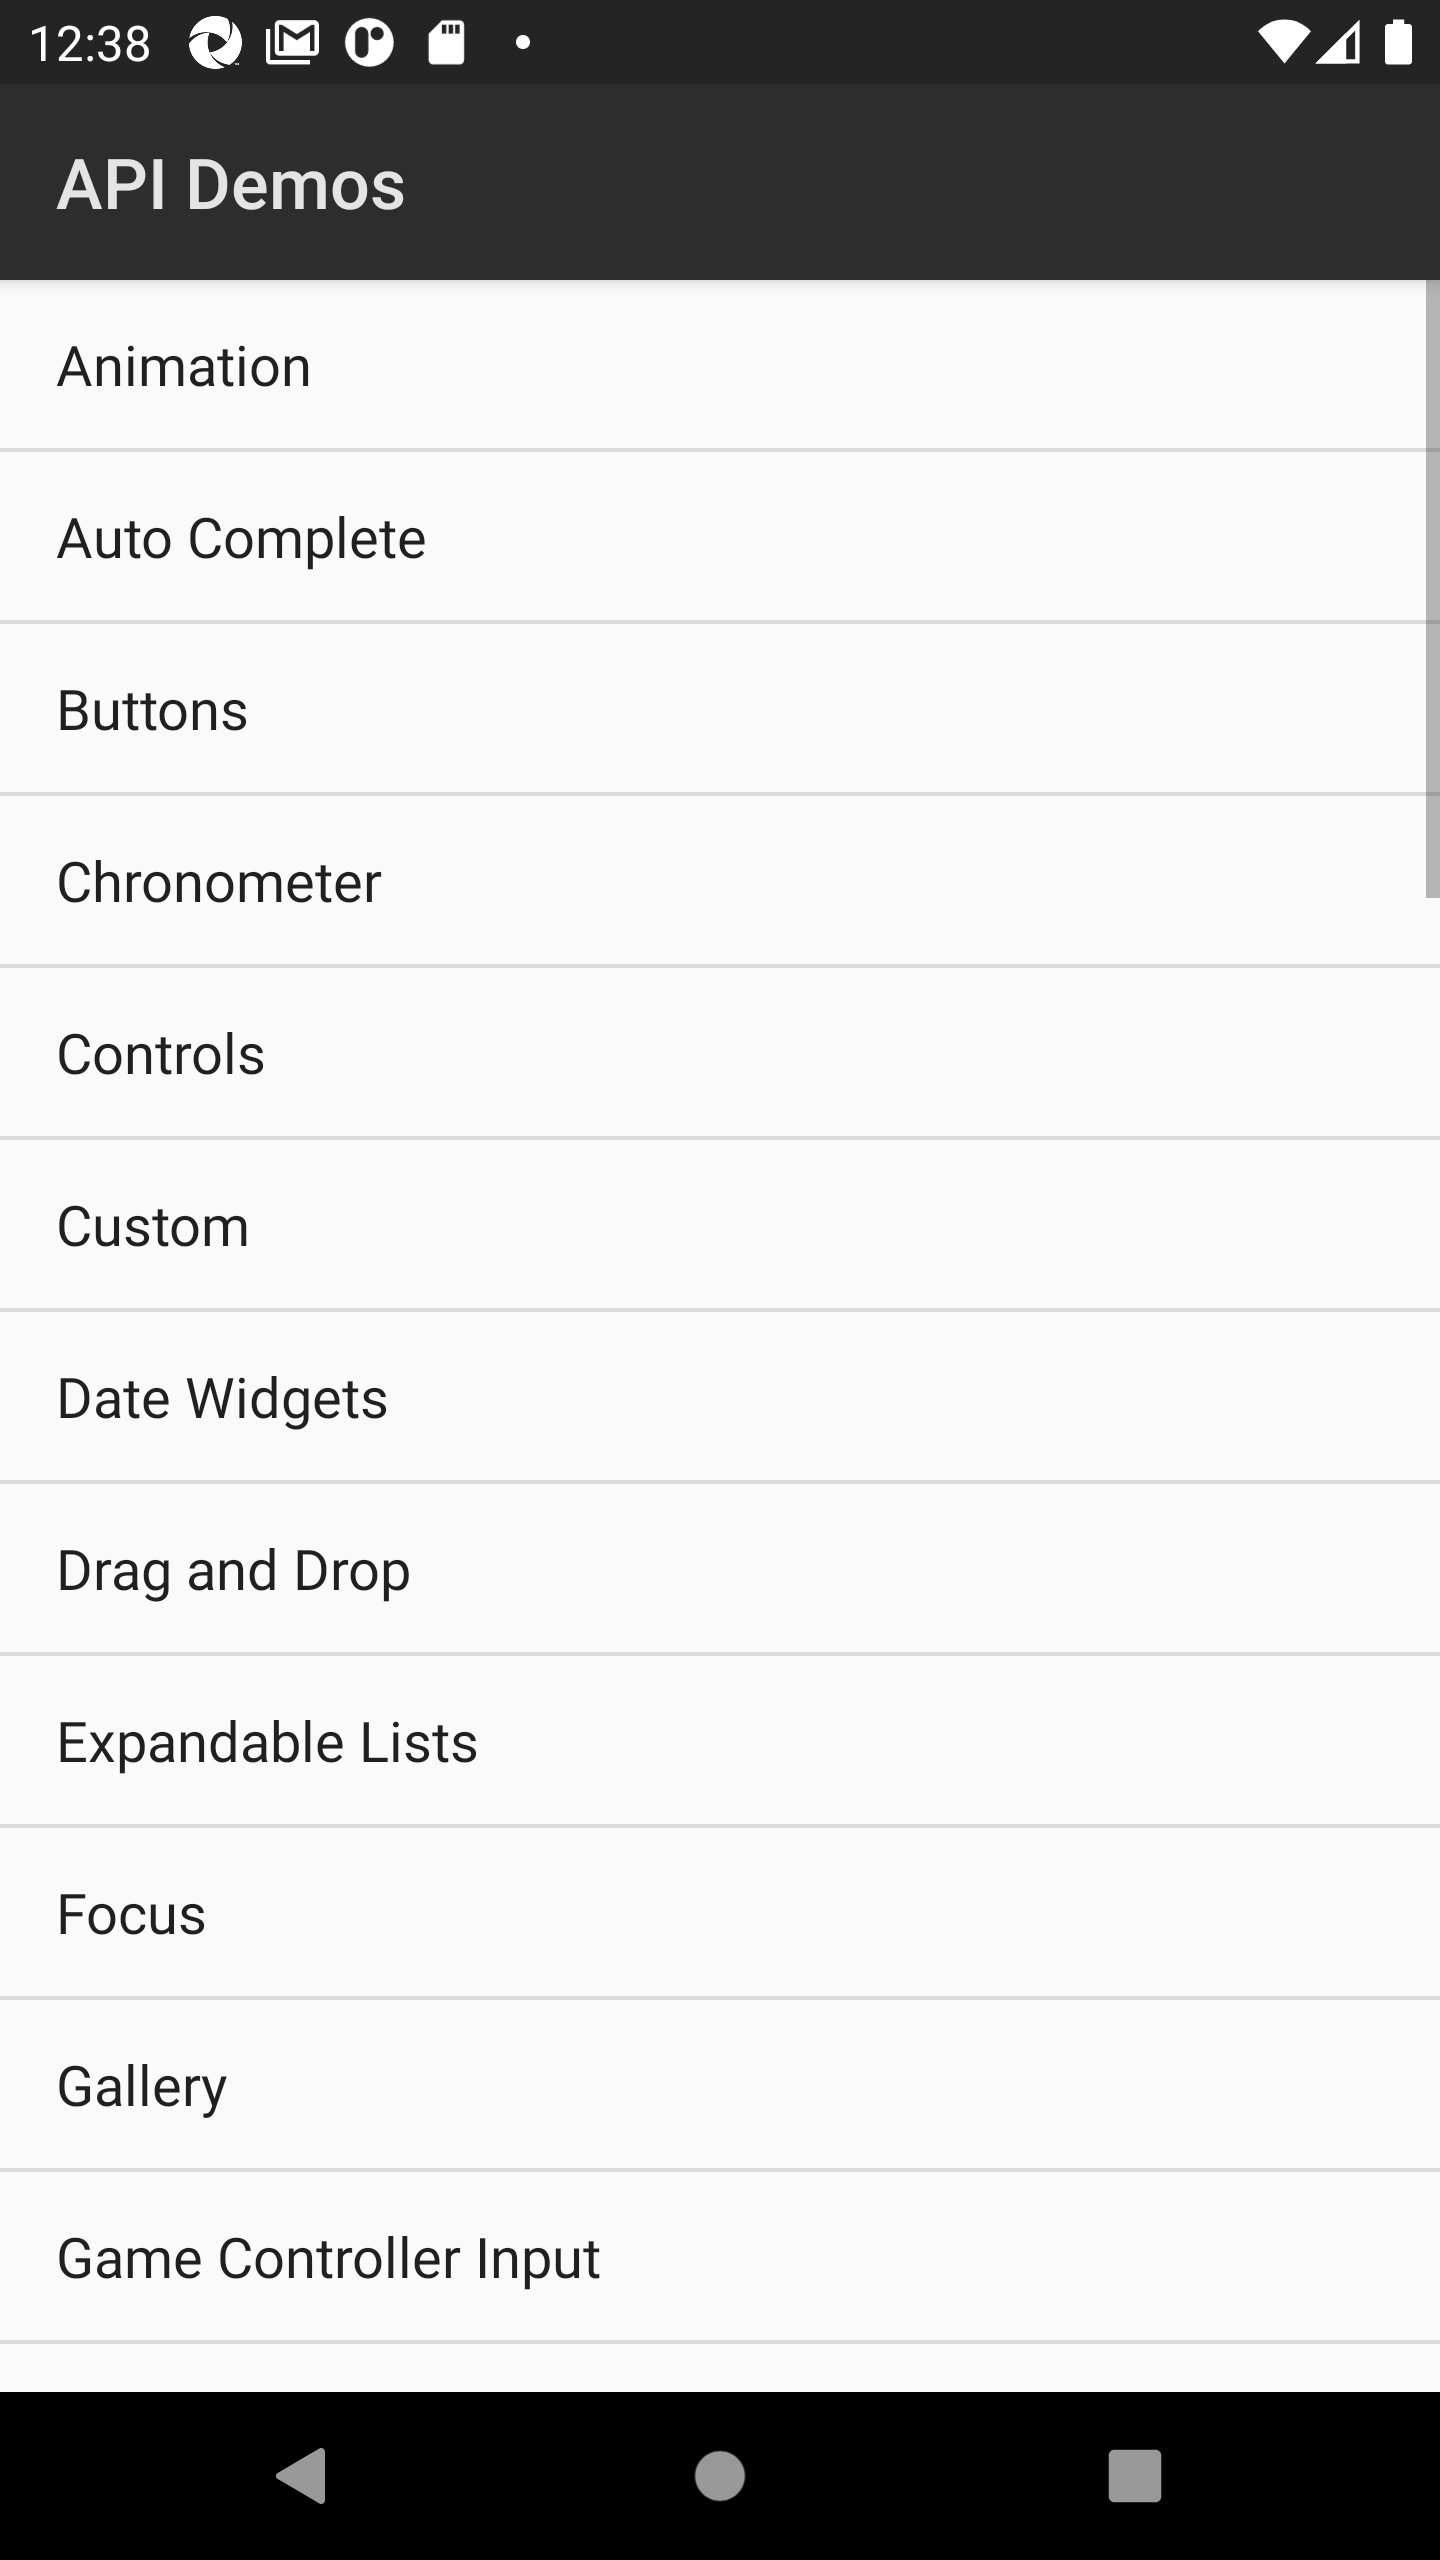 12:38
API Demos
Animation
Auto Complete
Buttons
Chronometer
Controls
Custom
Date Widgets
Drag and Drop
Expandable Lists
Focus
Gallery
Game Controller Input